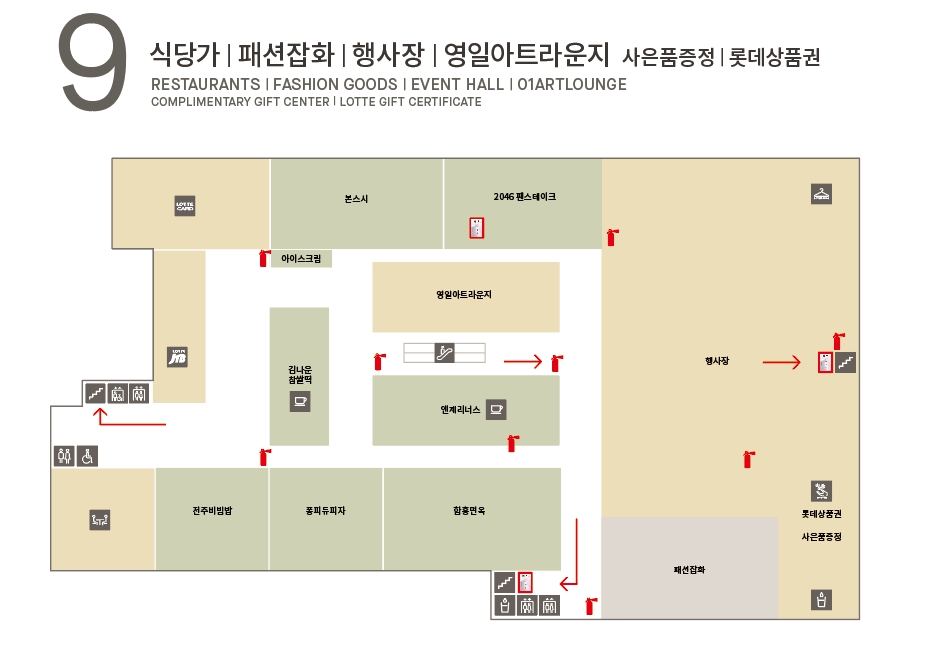 9
식당가 | 패션잡화 | 행사장 | 영일아트라운지 사은품증정 | 롯데상품권
RESTAURANTS | FASHION GOODS | EVENT HALL | 01ARTLOUNGE
COMPLIMENTARY GIFT CENTER | LOTTE GIFT CERTIFICATE
LOTTE
CARD
본스시
2046 팬스테이크
아이스크림
영일아트라운지
LOTTE
JTB
김나운
찹쌀떡
행사장
엔제리너스
전주비빔밥
퐁피듀피자
함흥면옥
롯데상품권
사은품증정
패션잡화